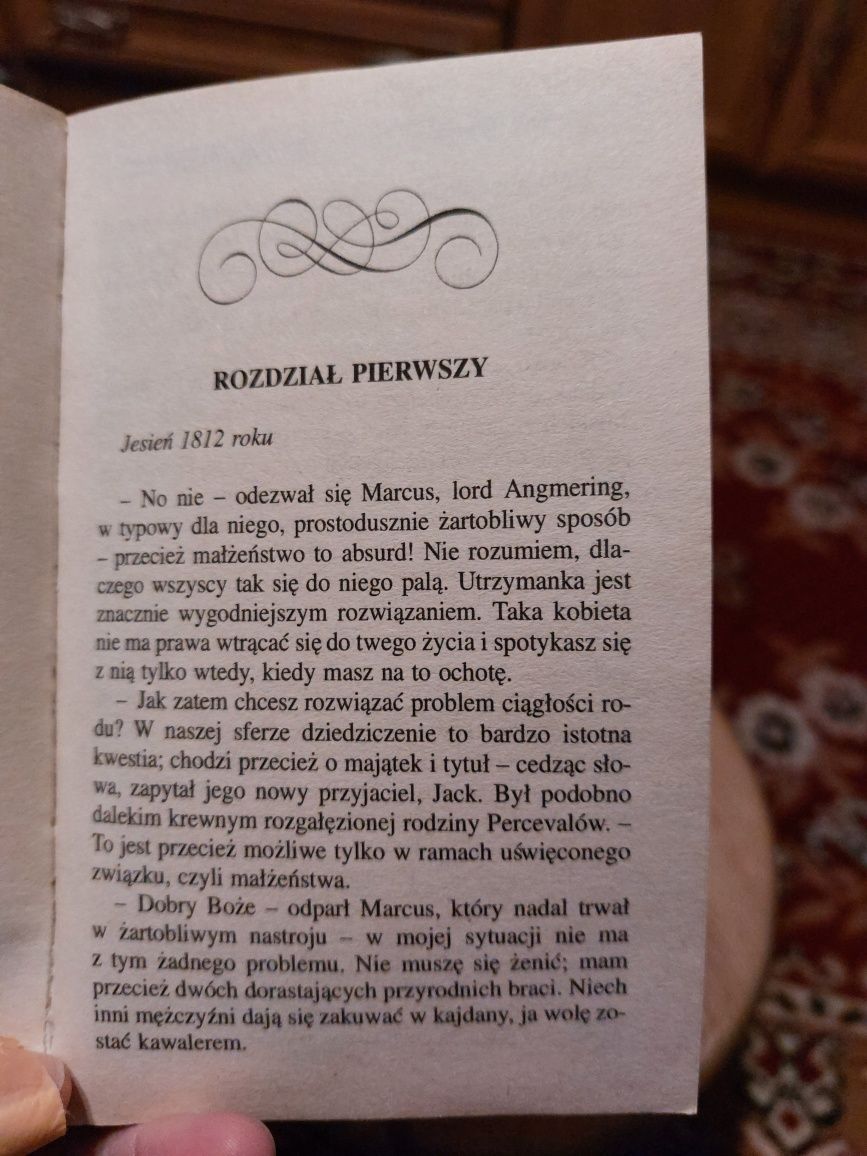 ROZDZIAŁ PIERWSZY
Jesień 1812 roku
– No nie – odezwał się Marcus, lord Angmering,
w typowy dla niego, prostodusznie żartobliwy sposób
– przecież małżeństwo to absurd! Nie rozumiem, dla-
czego wszyscy tak się do niego palą. Utrzymanka jest
znacznie wygodniejszym rozwiązaniem. Taka kobieta
nie ma prawa wtrącać się do twego życia i spotykasz się
z nią tylko wtedy, kiedy masz na to ochotę.
– Jak zatem chcesz rozwiązać problem ciągłości ro-
du? W naszej sferze dziedziczenie to bardzo istotna
kwestia; chodzi przecież o majątek i tytuł – cedząc sło-
wa, zapytał jego nowy przyjaciel, Jack. Był podobno
dalekim krewnym rozgałęzionej rodziny Percevalów. –
To jest przecież możliwe tylko w ramach uświęconego
związku, czyli małżeństwa.
– Dobry Boże – odparł Marcus, który nadal trwał
w żartobliwym nastroju – w mojej sytuacji nie ma
z tym żadnego problemu. Nie muszę się żenić; mam
przecież dwóch dorastających przyrodnich braci. Niech
inni mężczyźni dają się zakuwać w kajdany, ja wolę zo-
stać kawalerem.